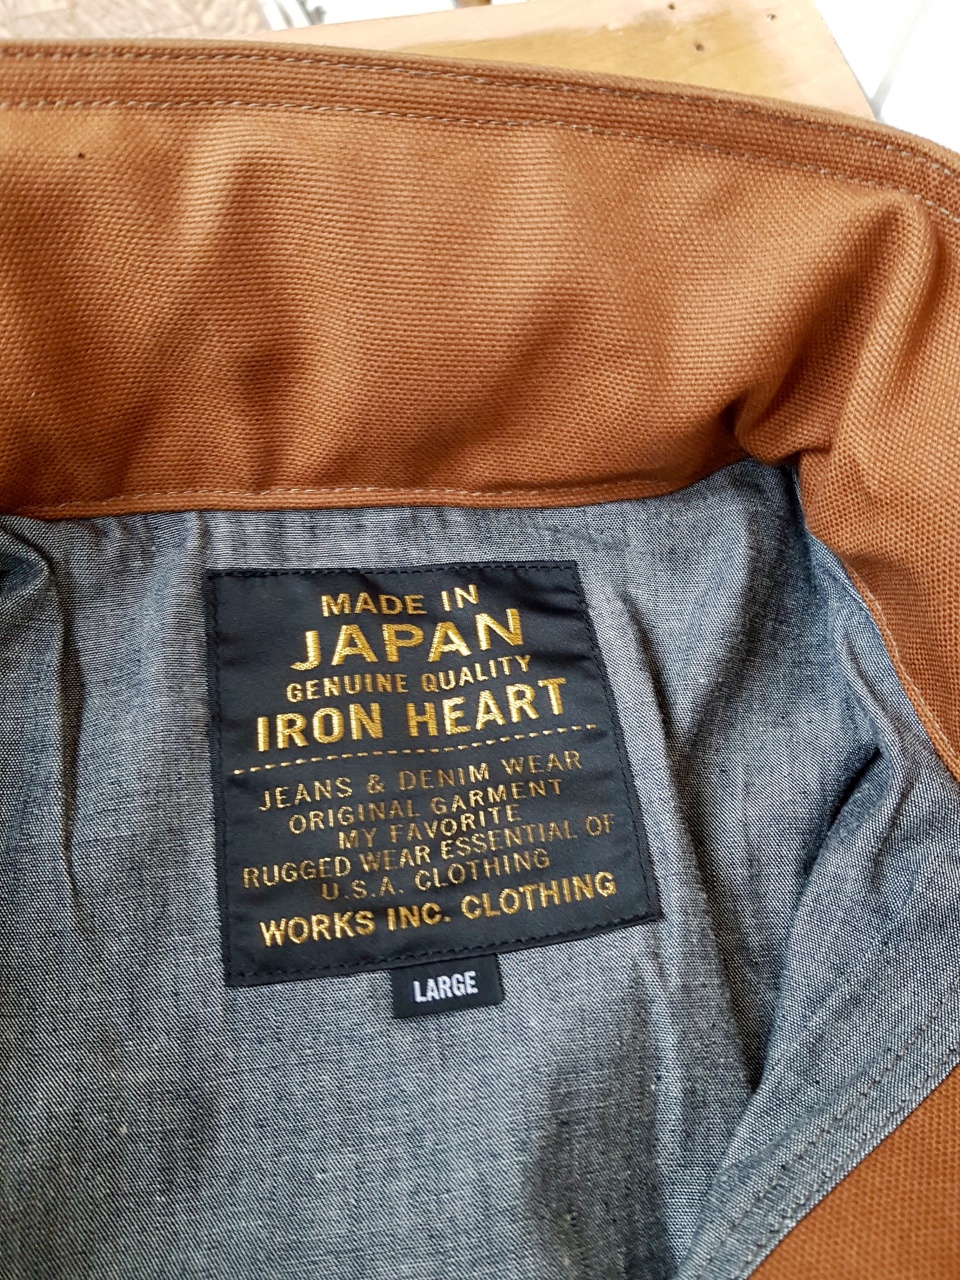 MADE IN
JAPAN
GENUINE QUALITY
IRON HEART
JEANS & DENIM WEAR
ORIGINAL GARMENT
MY FAVORITE
RUGGED WEAR ESSENTIAL OF
U.S.A. CLOTHING
WORKS INC. CLOTHING
LARGE